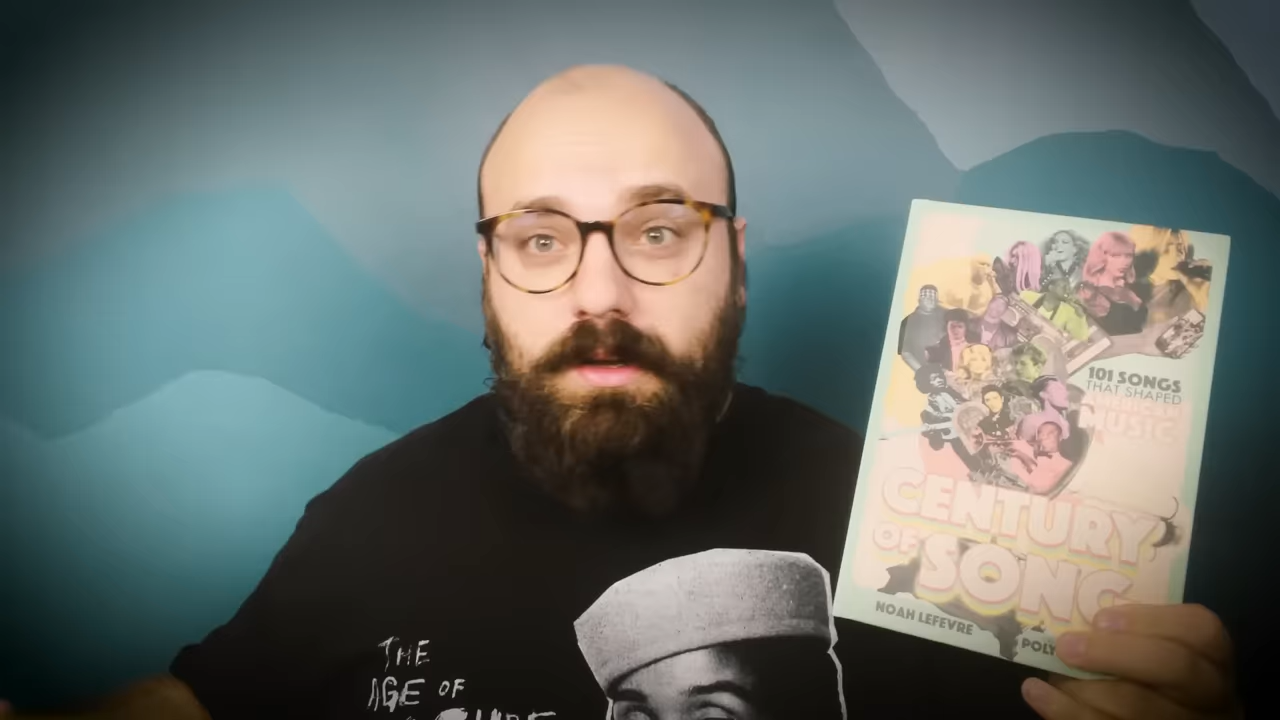 101 SONGS
THAT SHAPED
MUSIC
CENTURY
OF SONG
NOAH LEFEVRE
THE
AGE OF